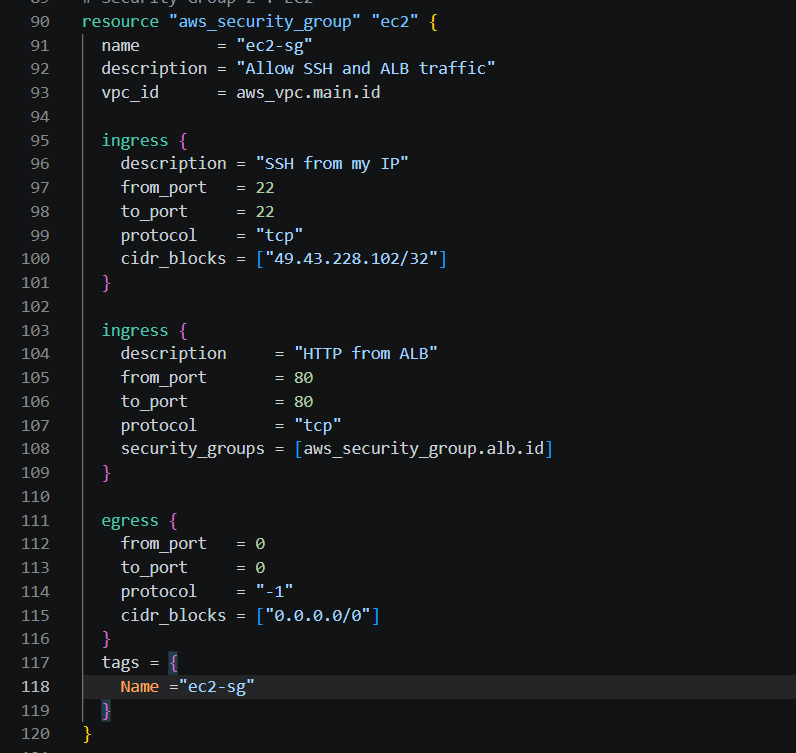 89 # Security Group 2 : EC2
90 resource "aws_security_group" "ec2" {
91   name        = "ec2-sg"
92   description = "Allow SSH and ALB traffic"
93   vpc_id      = aws_vpc.main.id
94
95   ingress {
96     description = "SSH from my IP"
97     from_port   = 22
98     to_port     = 22
99     protocol    = "tcp"
100     cidr_blocks = ["49.43.228.102/32"]
101   }
102
103   ingress {
104     description     = "HTTP from ALB"
105     from_port       = 80
106     to_port         = 80
107     protocol        = "tcp"
108     security_groups = [aws_security_group.alb.id]
109   }
110
111   egress {
112     from_port   = 0
113     to_port     = 0
114     protocol    = "-1"
115     cidr_blocks = ["0.0.0.0/0"]
116   }
117   tags = {
118     Name ="ec2-sg"
119   }
120 }